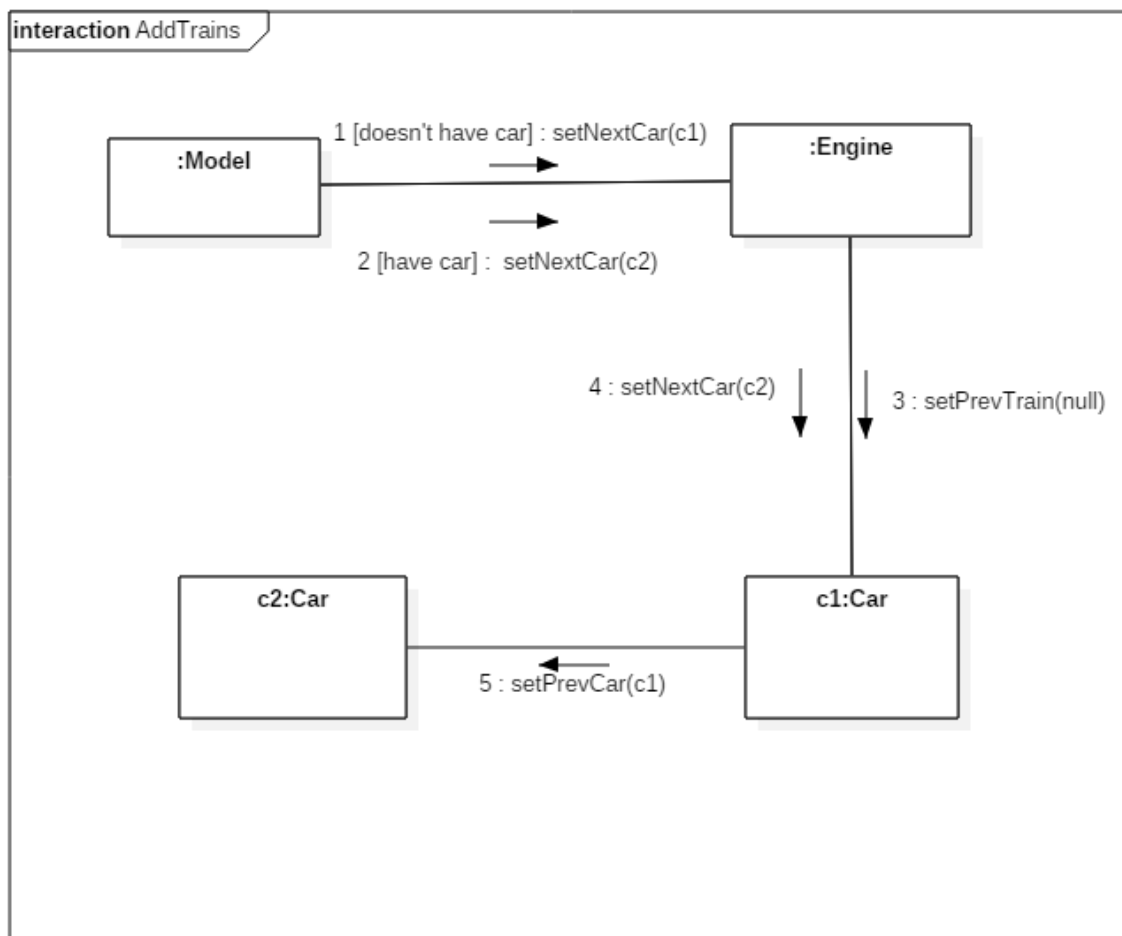 interaction AddTrains
1 [doesn't have car] : setNextCar(c1)
:Model
:Engine
2 [have car] :  setNextCar(c2)
4 : setNextCar(c2)
3 : setPrevTrain(null)
c2:Car
c1:Car
5 : setPrevCar(c1)